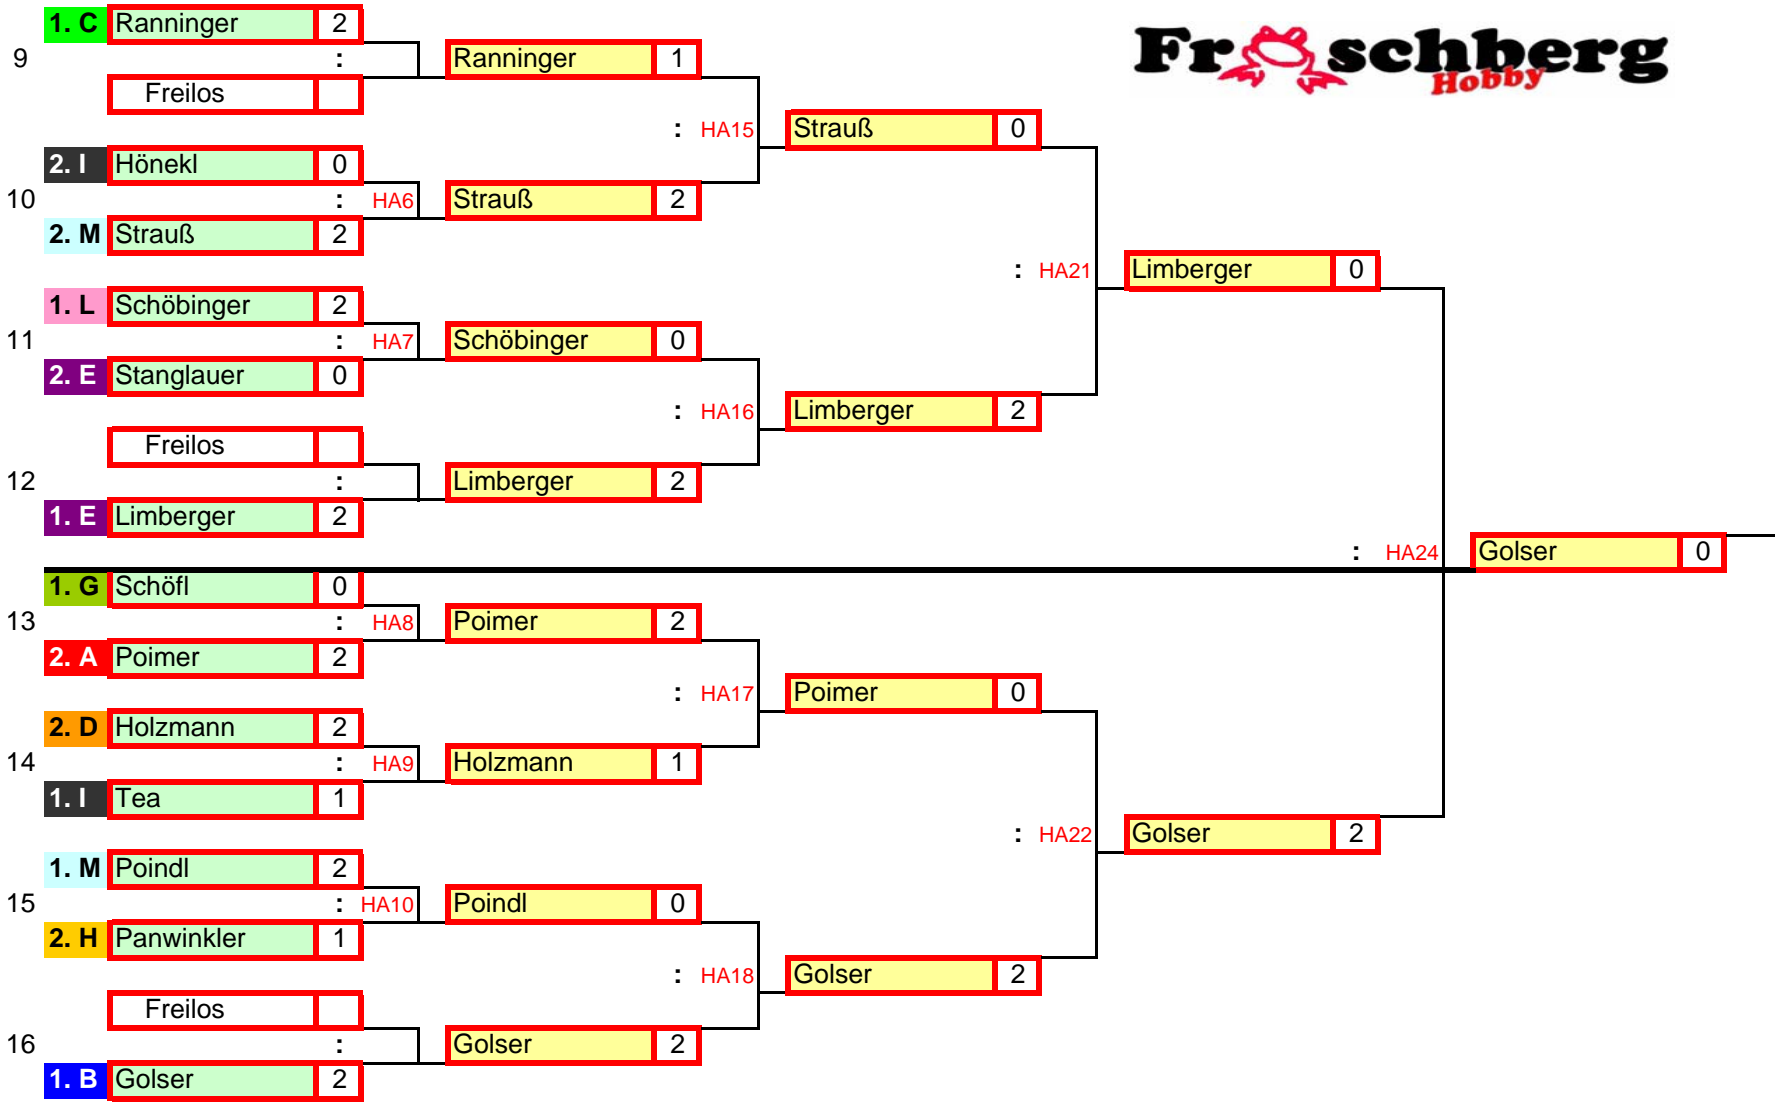 1. C Ranninger 2
Fröschberg
Hobby
9 : Ranninger 1
Freilos
: HA15 Strauß 0
2. I Hönekl 0
10 : HA6 Strauß 2
2. M Strauß 2
: HA21 Limberger 0
1. L Schöbinger 2
11 : HA7 Schöbinger 0
2. E Stanglauer 0
: HA16 Limberger 2
Freilos
12 : Limberger 2
1. E Limberger 2
: HA24 Golser 0
1. G Schöfl 0
13 : HA8 Poimer 2
2. A Poimer 2
: HA17 Poimer 0
2. D Holzmann 2
14 : HA9 Holzmann 1
1. I Tea 1
: HA22 Golser 2
1. M Poindl 2
15 : HA10 Poindl 0
2. H Panwinkler 1
: HA18 Golser 2
Freilos
16 : Golser 2
1. B Golser 2